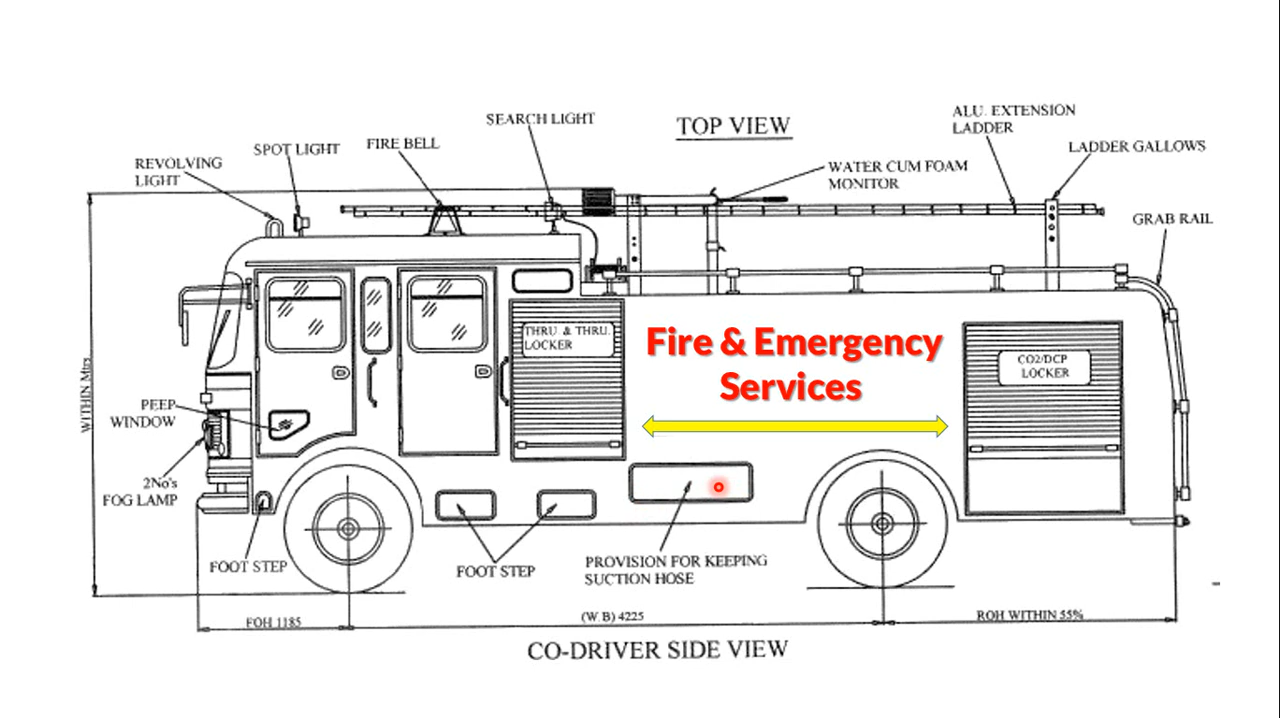 SEARCH LIGHT
TOP VIEW
ALU. EXTENSION
LADDER
FIRE BELL
SPOT LIGHT
LADDER GALLOWS
REVOLVING
LIGHT
WATER CUM FOAM
MONITOR
GRAB RAIL
THRU. & THRU.
LOCKER
Fire & Emergency
Services
CO2/DCP
LOCKER
WITHIN Mtrs
PEEP
WINDOW
2No's
FOG LAMP
FOOT STEP
FOOT STEP
PROVISION FOR KEEPING
SUCTION HOSE
FOH 1185
(W.B) 4225
ROH WITHIN 55%
CO-DRIVER SIDE VIEW